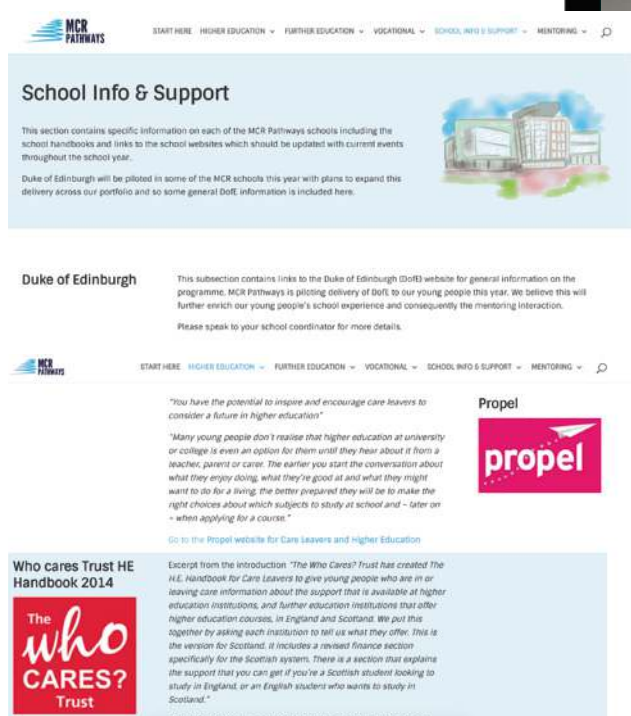 MCR
PATHWAYS
START HERE HIGHER EDUCATION FURTHER EDUCATION VOCATIONAL SCHOOL INFO & SUPPORT MENTORING
School Info & Support
This section contains specific information on each of the MCR Pathways schools including the
school handbooks and links to the school websites which should be updated with current events
throughout the school year.
Duke of Edinburgh will be piloted in some of the MCR schools this year with plans to expand this
delivery across our portfolio and so some general DofE information is included here.
Duke of Edinburgh
This subsection contains links to the Duke of Edinburgh (DofE) website for general information on the
programme. MCR Pathways is piloting delivery of DofE to our young people this year. We believe this will
further enrich our young people's school experience and consequently the mentoring interaction.
Please speak to your school coordinator for more details.
MCR
PATHWAYS
START HERE HIGHER EDUCATION FURTHER EDUCATION VOCATIONAL SCHOOL INFO & SUPPORT MENTORING
"You have the potential to inspire and encourage care leavers to
consider a future in higher education"
"Many young people don't realise that higher education at university
or college is even an option for them until they hear about it from a
teacher, parent or carer. The earlier you start the conversation about
what they enjoy doing, what they're good at and what they might
want to do for a living, the better prepared they will be to make the
right choices about which subjects to study at school and – later on
– when applying for a course."
Go to the Propel website for Care Leavers and Higher Education
Propel
propel
Who cares Trust HE
Handbook 2014
The
who
CARES?
Trust
Excerpt from the introduction "The Who Cares? Trust has created The
H.E. Handbook for Care Leavers to give young people who are in or
leaving care information about the support that is available at higher
education institutions, and further education institutions that offer
higher education courses, in England and Scotland. We put this
together by asking each institution to tell us what they offer. This is
the version for Scotland. It includes a revised finance section
specifically for the Scottish system. There is a section that explains
the support that you can get if you're a Scottish student looking to
study in England, or an English student who wants to study in
Scotland."